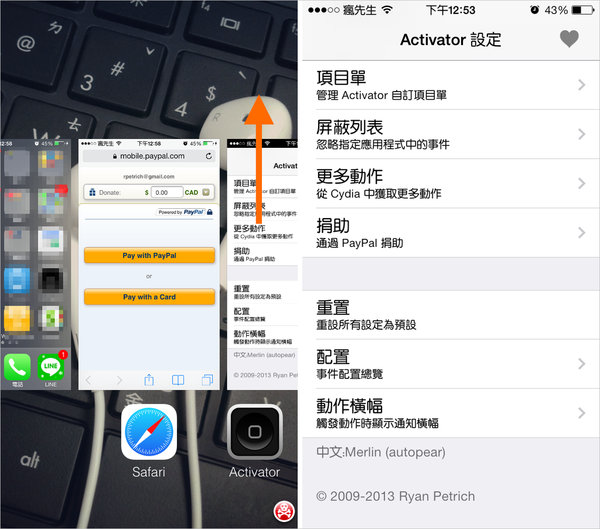 @
ㄓ
#
3
ˋ
4
$
4
R
alt
12:58
45%
電話
1
LINE
瘋先生
下午12:58
45%
mobile.paypal.com
rpetrich@gmail.com
Donate:
$
0.00
CAD
Powered by PayPal
Pay with PayPal
or
Pay with a Card
Activator
項目單
管理 Activator 自訂項目單
屏蔽列表
忽略指定應用程式中的事件
更多動作
從 Cydia 中獲取更多動作
捐助
通過 PayPal 捐助
重置
重設所有設定為預設
配置
事件配置總覽
動作橫幅
觸發動作時顯示通知橫幅
中文:Merlin (autopear)
© 2009-2013 Ryan Petrich
Safari
Activator
瘋先生
下午12:53
43%
Activator 設定
項目單
管理 Activator 自訂項目單
屏蔽列表
忽略指定應用程式中的事件
更多動作
從 Cydia 中獲取更多動作
捐助
通過 PayPal 捐助
重置
重設所有設定為預設
配置
事件配置總覽
動作橫幅
觸發動作時顯示通知橫幅
中文:Merlin (autopear)
© 2009-2013 Ryan Petrich